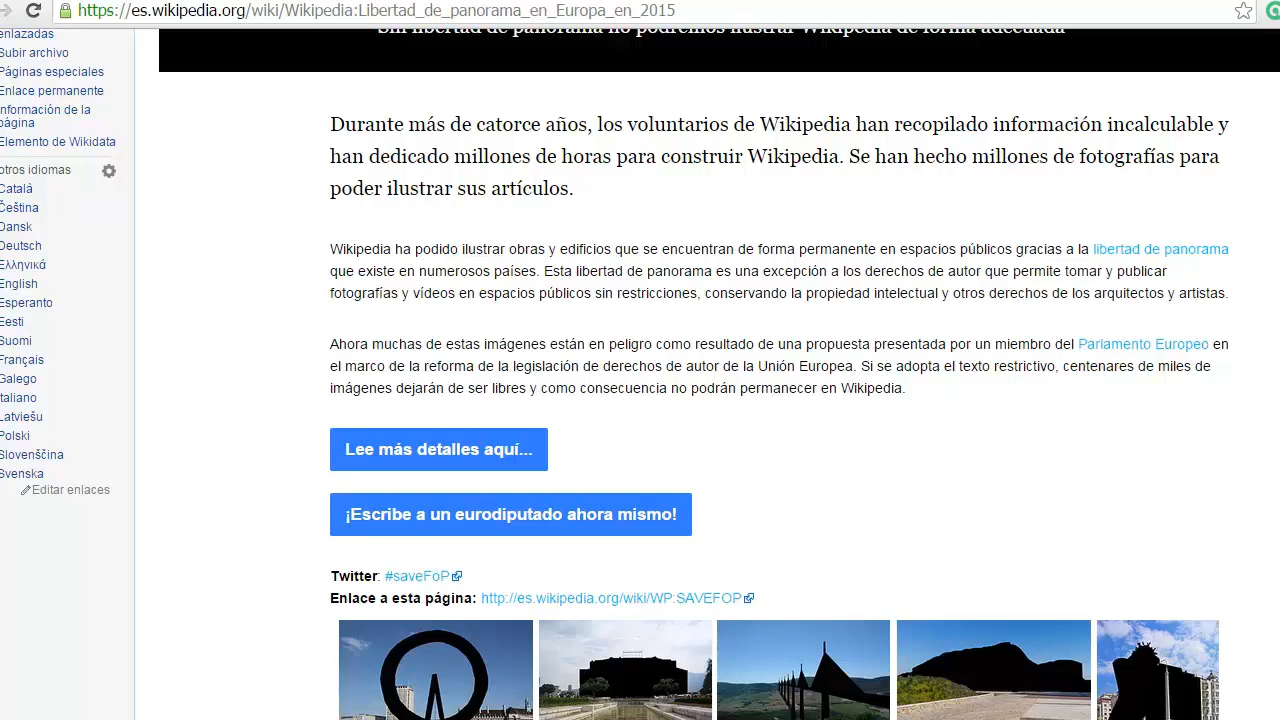 https://es.wikipedia.org/wiki/Wikipedia:Libertad_de_panorama_en_Europa_en_2015
Sin libertad de panorama no podremos ilustrar Wikipedia de forma adecuada
enlazadas
Subir archivo
Páginas especiales
Enlace permanente
Información de la
página
Elemento de Wikidata
otros idiomas
Català
Čeština
Dansk
Deutsch
Ελληνικά
English
Esperanto
Eesti
Suomi
Français
Galego
Italiano
Latviešu
Polski
Slovenščina
Svenska
Editar enlaces
Durante más de catorce años, los voluntarios de Wikipedia han recopilado información incalculable y
han dedicado millones de horas para construir Wikipedia. Se han hecho millones de fotografías para
poder ilustrar sus artículos.
Wikipedia ha podido ilustrar obras y edificios que se encuentran de forma permanente en espacios públicos gracias a la libertad de panorama
que existe en numerosos países. Esta libertad de panorama es una excepción a los derechos de autor que permite tomar y publicar
fotografías y vídeos en espacios públicos sin restricciones, conservando la propiedad intelectual y otros derechos de los arquitectos y artistas.
Ahora muchas de estas imágenes están en peligro como resultado de una propuesta presentada por un miembro del Parlamento Europeo en
el marco de la reforma de la legislación de derechos de autor de la Unión Europea. Si se adopta el texto restrictivo, centenares de miles de
imágenes dejarán de ser libres y como consecuencia no podrán permanecer en Wikipedia.
Lee más detalles aquí...
¡Escribe a un eurodiputado ahora mismo!
Twitter: #saveFoP
Enlace a esta página: http://es.wikipedia.org/wiki/WP:SAVEFOP